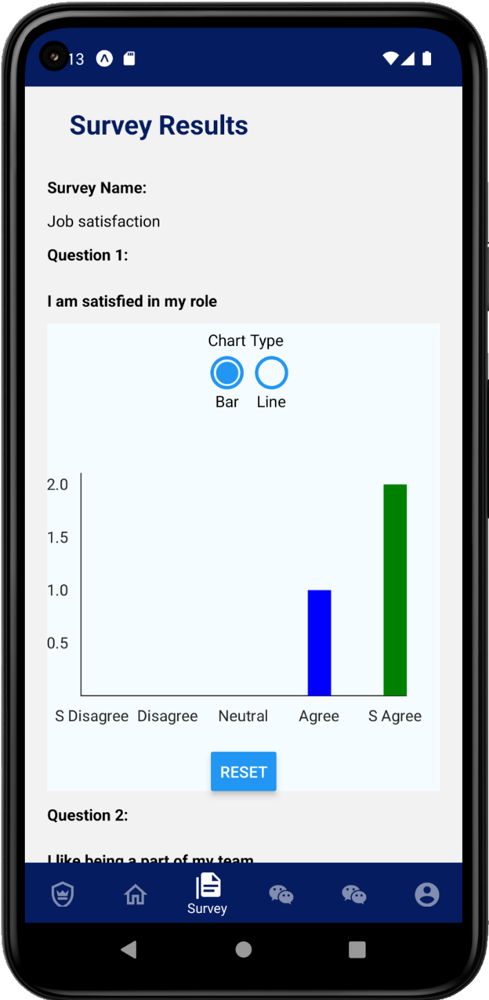 13
Survey Results
Survey Name:
Job satisfaction
Question 1:
I am satisfied in my role
Chart Type
Bar Line
2.0
1.5
1.0
0.5
S Disagree Disagree Neutral Agree S Agree
RESET
Question 2:
I like being a part of my team
Survey